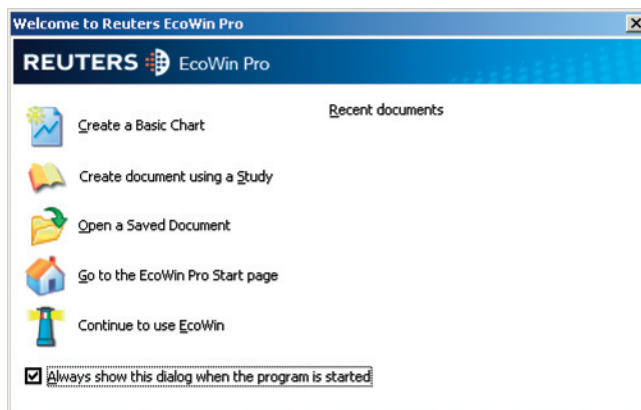 Welcome to Reuters EcoWin Pro
REUTERS EcoWin Pro
Recent documents
Create a Basic Chart
Create document using a Study
Open a Saved Document
Go to the EcoWin Pro Start page
Continue to use EcoWin
Always show this dialog when the program is started